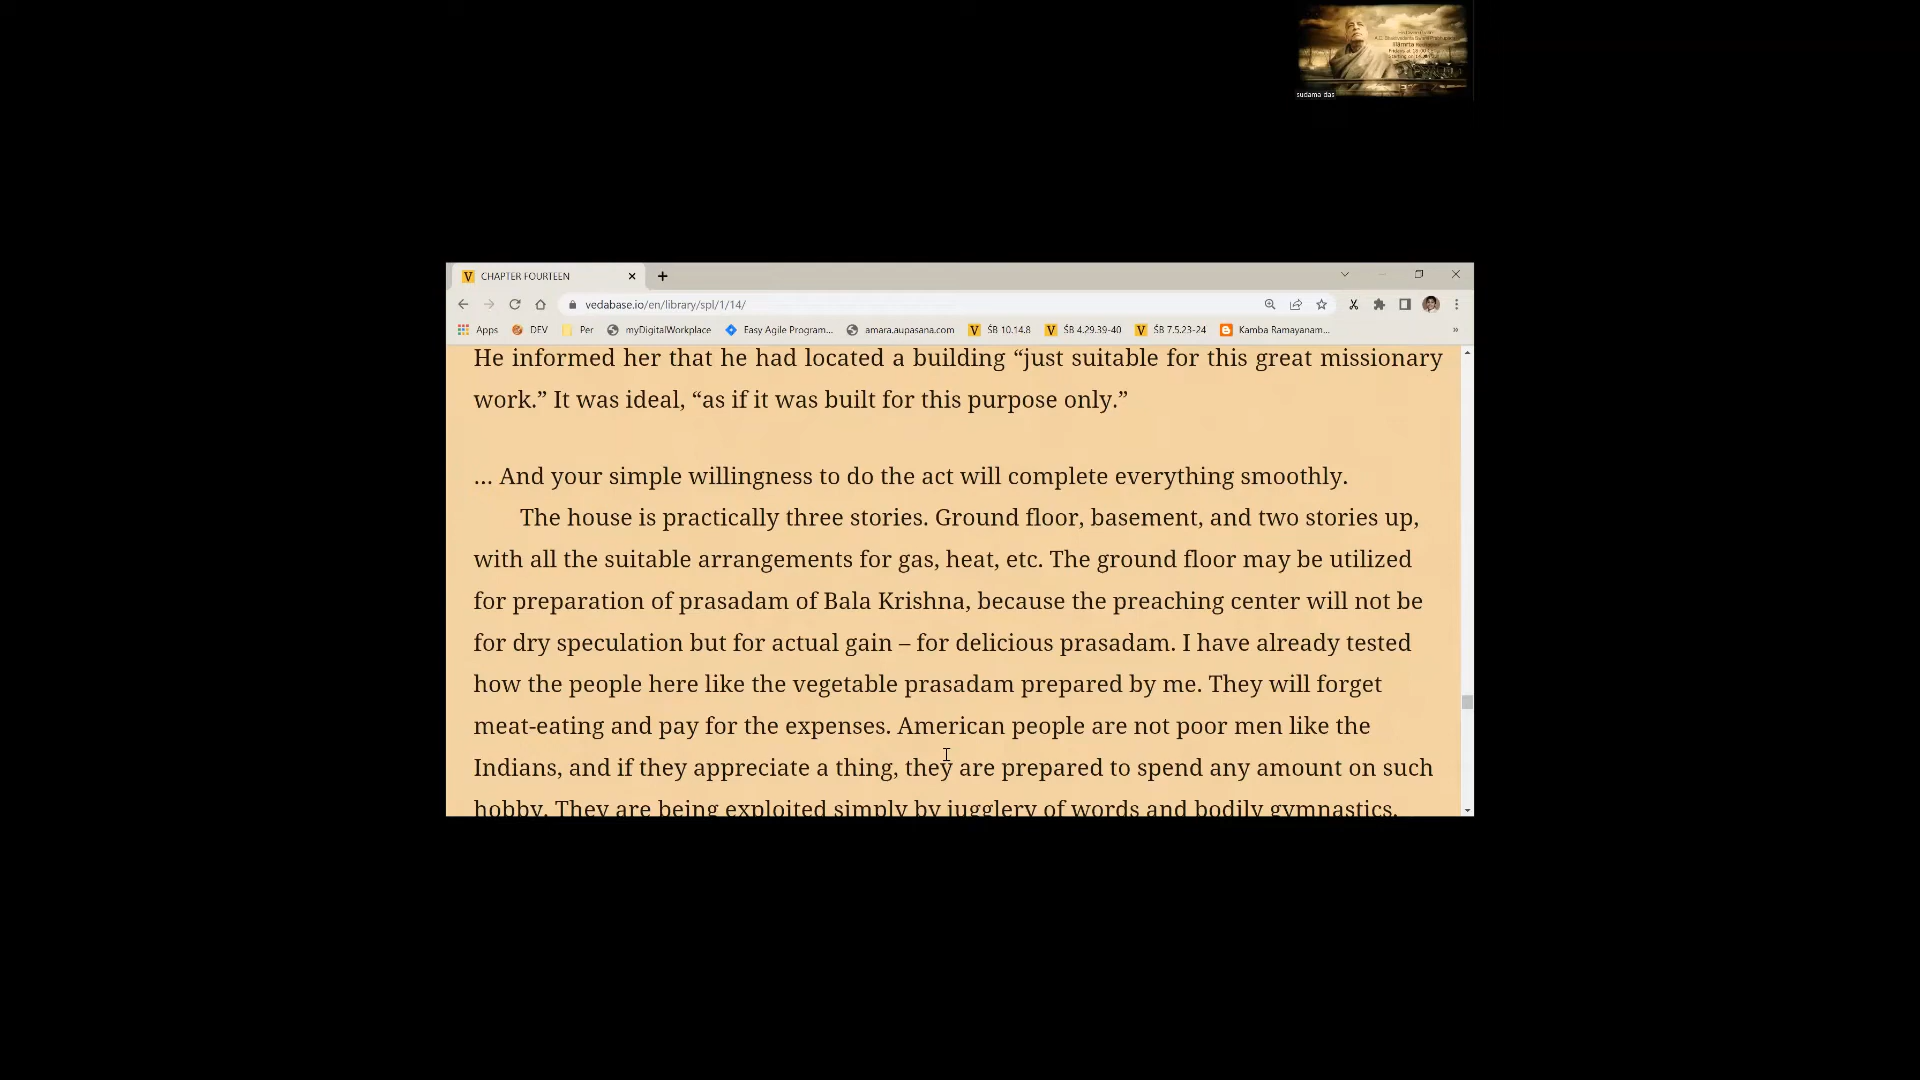 sudama das
CHAPTER FOURTEEN
vedabase.io/en/library/spl/1/14/
Apps DEV Per myDigitalWorkplace Easy Agile Program... amara.aupasana.com ŚB 10.14.8 ŚB 4.29.39-40 ŚB 7.5.23-24 Kamba Ramayanam... »
He informed her that he had located a building “just suitable for this great missionary
work.” It was ideal, “as if it was built for this purpose only.”
… And your simple willingness to do the act will complete everything smoothly.
The house is practically three stories. Ground floor, basement, and two stories up,
with all the suitable arrangements for gas, heat, etc. The ground floor may be utilized
for preparation of prasadam of Bala Krishna, because the preaching center will not be
for dry speculation but for actual gain – for delicious prasadam. I have already tested
how the people here like the vegetable prasadam prepared by me. They will forget
meat-eating and pay for the expenses. American people are not poor men like the
Indians, and if they appreciate a thing, they are prepared to spend any amount on such
hobby. They are being exploited simply by jugglery of words and bodily gymnastics.